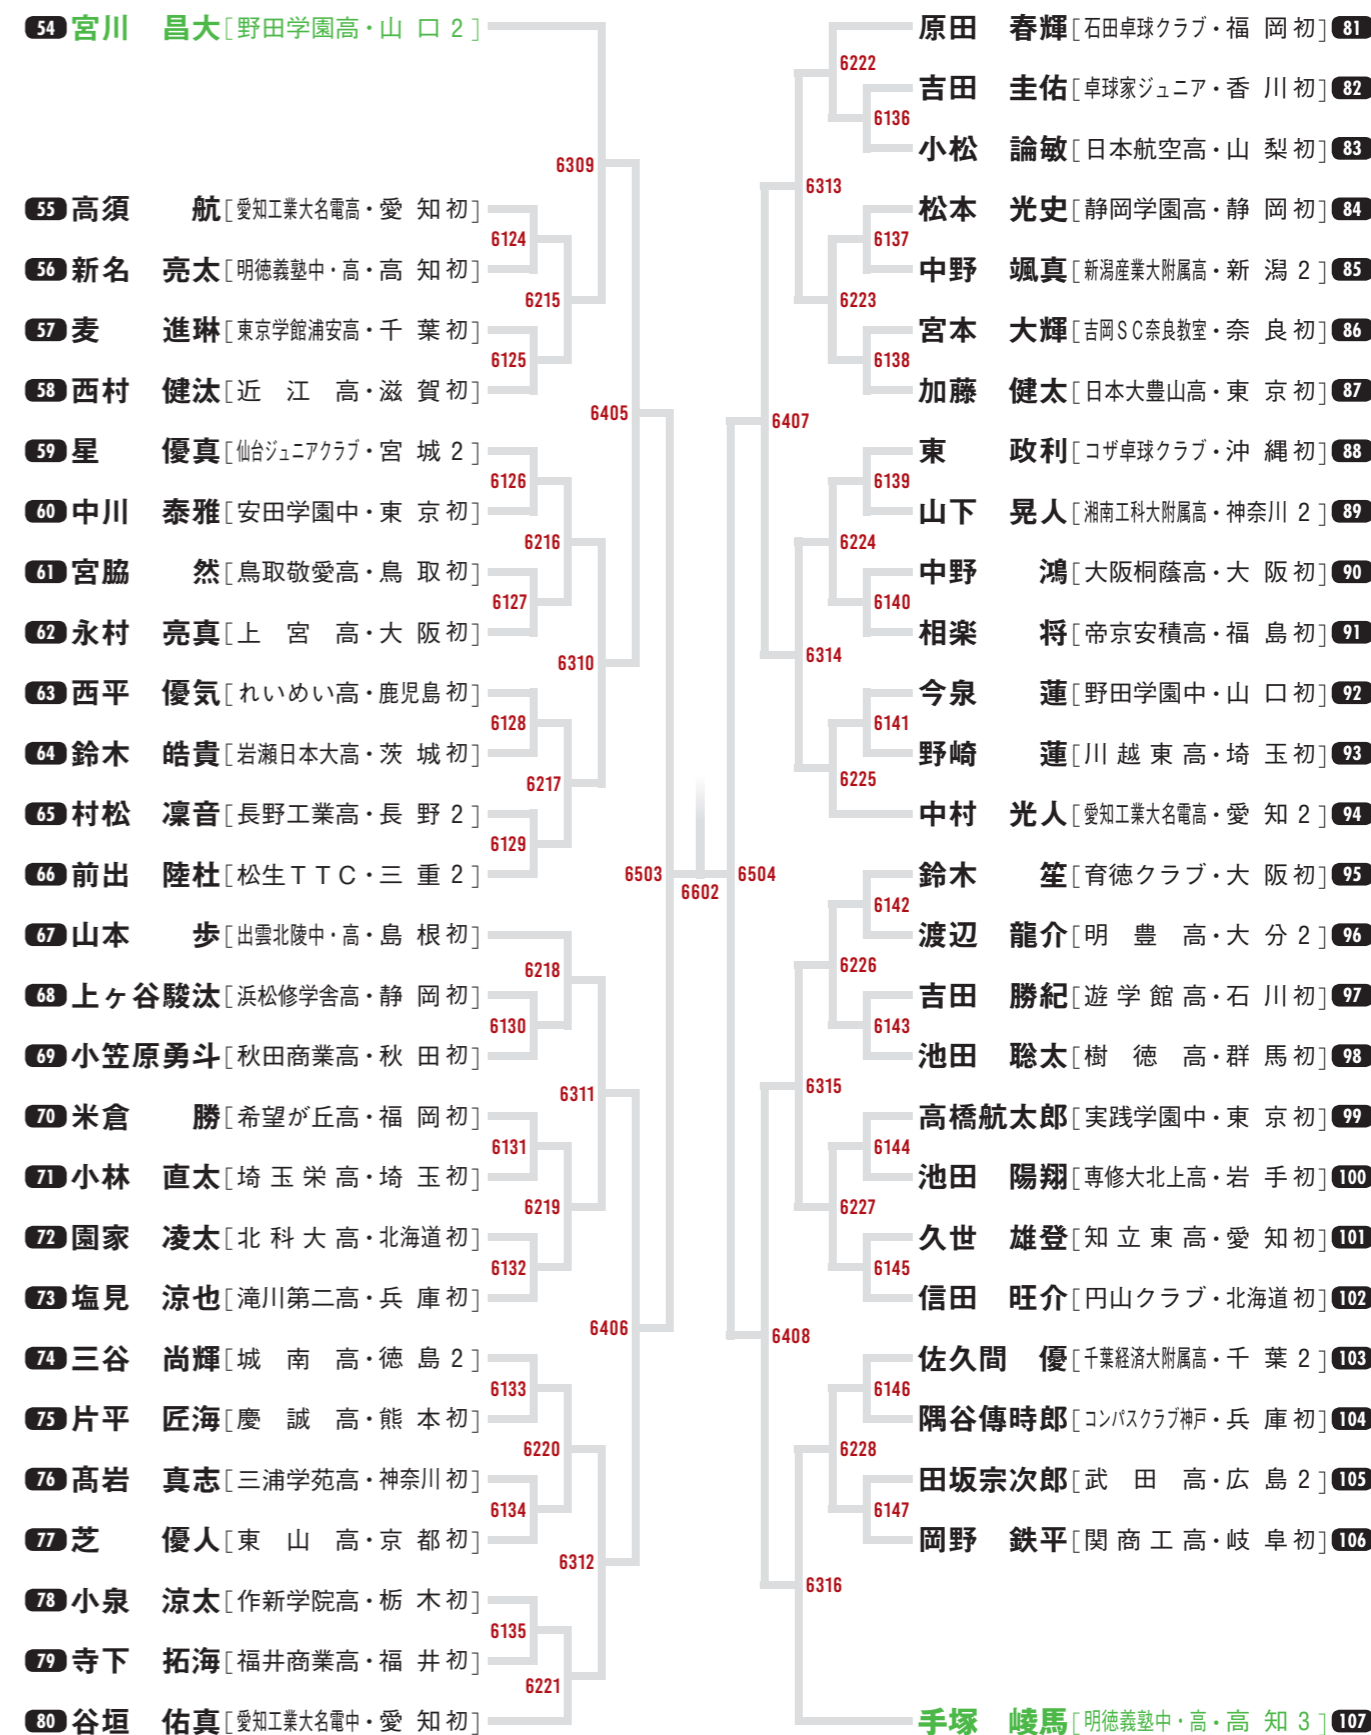 54 宮川 昌大[野田学園高・山口2]
6309
55 高須 航[愛知工業大名電高・愛知初]
6124
56 新名 亮太[明徳義塾中・高・高知初]
6215
57 麦 進琳[東京学館浦安高・千葉初]
6125
58 西村 健汰[近江高・滋賀初]
6405
59 星 優真[仙台ジュニアクラブ・宮城2]
6126
60 中川 泰雅[安田学園中・東京初]
6216
61 宮脇 然[鳥取敬愛高・鳥取初]
6127
62 永村 亮真[上宮高・大阪初]
6310
63 西平 優気[れいめい高・鹿児島初]
6128
64 鈴木 皓貴[岩瀬日本大高・茨城初]
6217
65 村松 凜音[長野工業高・長野2]
6129
66 前出 陸杜[松生TTC・三重2]
6503
6602
67 山本 歩[出雲北陵中・高・島根初]
6218
68 上ヶ谷駿汰[浜松修学舎高・静岡初]
6130
69 小笠原勇斗[秋田商業高・秋田初]
6311
70 米倉 勝[希望が丘高・福岡初]
6131
71 小林 直太[埼玉栄高・埼玉初]
6219
72 園家 凌太[北科大高・北海道初]
6132
73 塩見 涼也[滝川第二高・兵庫初]
6406
74 三谷 尚輝[城南高・徳島2]
6133
75 片平 匠海[慶誠高・熊本初]
6220
76 髙岩 真志[三浦学苑高・神奈川初]
6134
77 芝 優人[東山高・京都初]
6312
78 小泉 涼太[作新学院高・栃木初]
6135
79 寺下 拓海[福井商業高・福井初]
6221
80 谷垣 佑真[愛知工業大名電中・愛知初]
原田 春輝[石田卓球クラブ・福岡初] 81
6222
吉田 圭佑[卓球家ジュニア・香川初] 82
6136
小松 諭敏[日本航空高・山梨初] 83
6313
松本 光史[静岡学園高・静岡初] 84
6137
中野 颯真[新潟産業大附属高・新潟2] 85
6223
宮本 大輝[吉岡SC奈良教室・奈良初] 86
6138
加藤 健太[日本大豊山高・東京初] 87
6407
東 政利[コザ卓球クラブ・沖縄初] 88
6139
山下 晃人[湘南工科大附属高・神奈川2] 89
6224
中野 鴻[大阪桐蔭高・大阪初] 90
6140
相楽 将[帝京安積高・福島初] 91
6314
今泉 蓮[野田学園中・山口初] 92
6141
野崎 蓮[川越東高・埼玉初] 93
6225
中村 光人[愛知工業大名電高・愛知2] 94
6504
鈴木 笙[育徳クラブ・大阪初] 95
6142
渡辺 龍介[明豊高・大分2] 96
6226
吉田 勝紀[遊学館高・石川初] 97
6143
池田 聡太[樹徳高・群馬初] 98
6315
高橋航太郎[実践学園中・東京初] 99
6144
池田 陽翔[専修大北上高・岩手初] 100
6227
久世 雄登[知立東高・愛知初] 101
6145
信田 旺介[円山クラブ・北海道初] 102
6408
佐久間 優[千葉経済大附属高・千葉2] 103
6146
隅谷傳時郎[コンパスクラブ神戸・兵庫初] 104
6228
田坂宗次郎[武田高・広島2] 105
6147
岡野 鉄平[関商工高・岐阜初] 106
6316
手塚 崚馬[明徳義塾中・高・高知3] 107